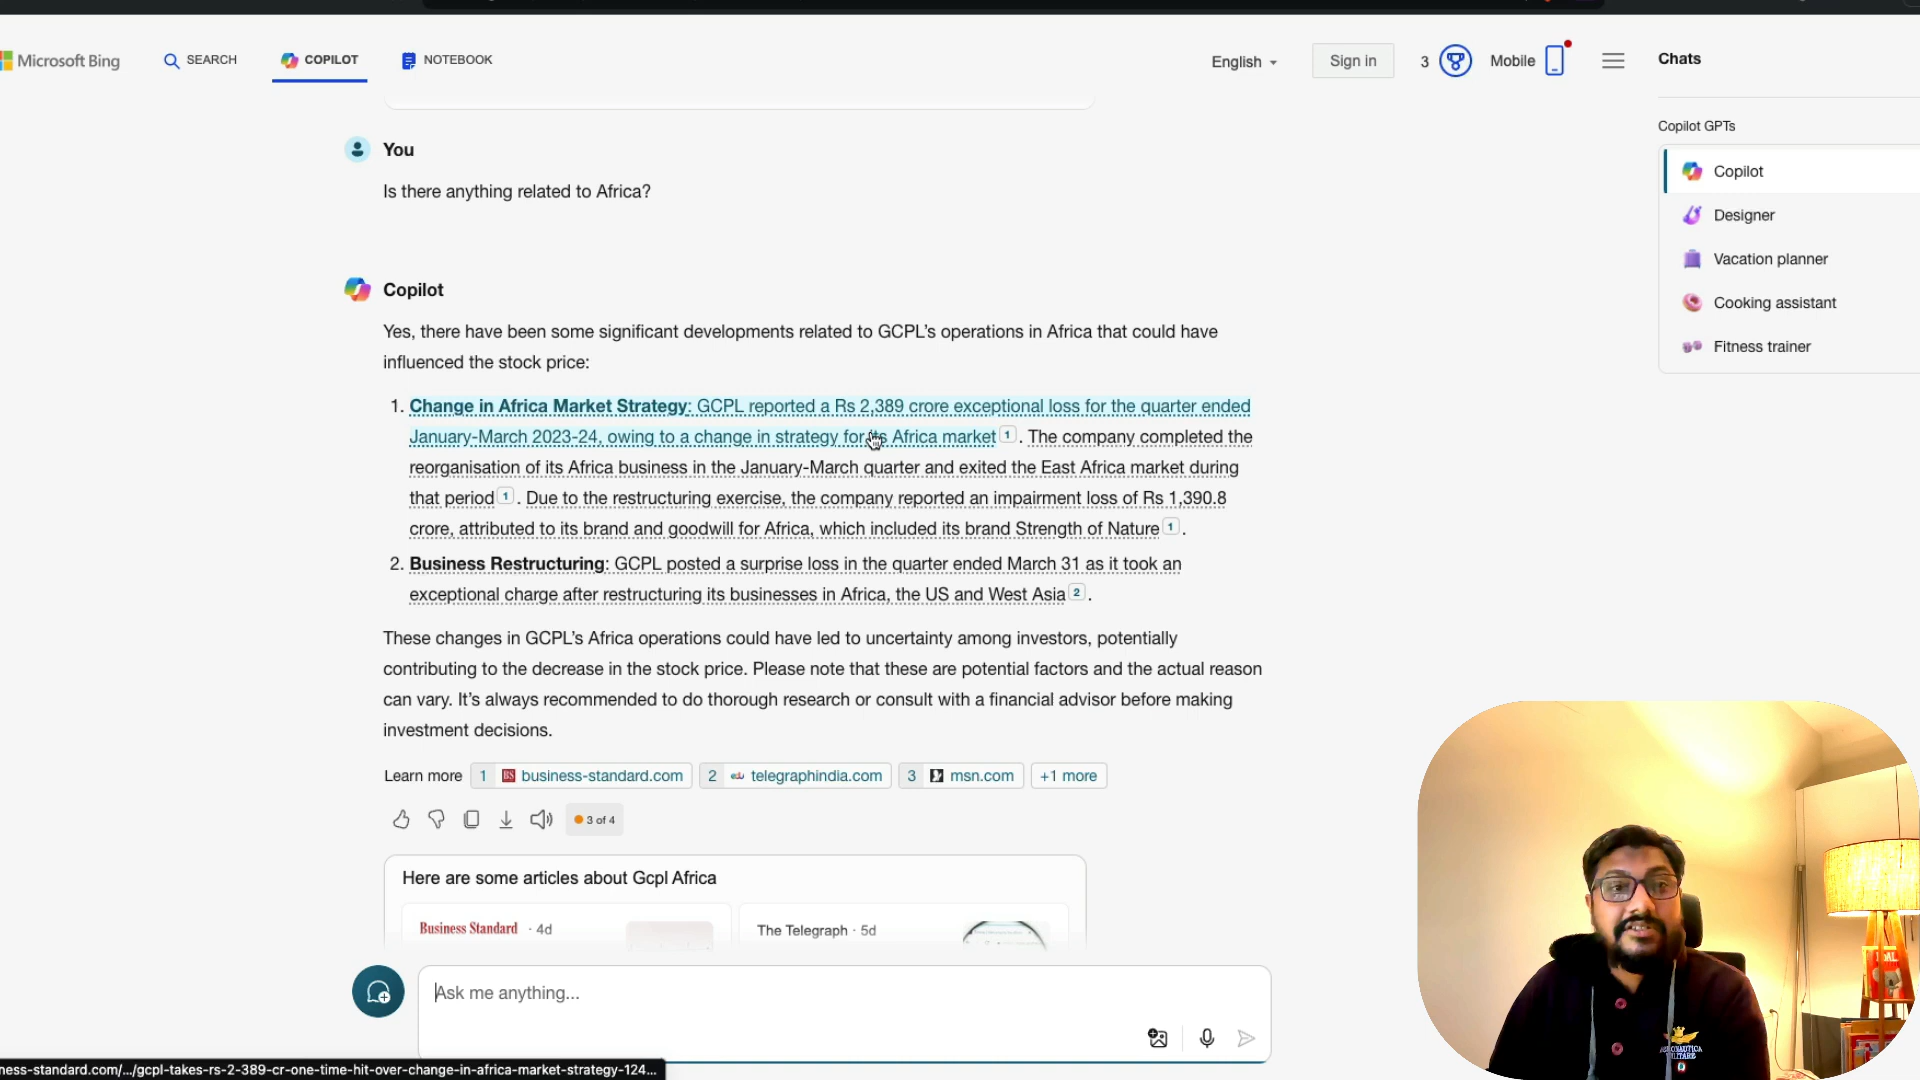 Microsoft Bing
SEARCH
COPILOT
NOTEBOOK
English
Sign in
3
Mobile
Chats
Copilot GPTs
Copilot
Designer
Vacation planner
Cooking assistant
Fitness trainer
You
Is there anything related to Africa?
Copilot
Yes, there have been some significant developments related to GCPL's operations in Africa that could have
influenced the stock price:
1. Change in Africa Market Strategy: GCPL reported a Rs 2,389 crore exceptional loss for the quarter ended
January-March 2023-24, owing to a change in strategy for its Africa market 1 . The company completed the
reorganisation of its Africa business in the January-March quarter and exited the East Africa market during
that period 1 . Due to the restructuring exercise, the company reported an impairment loss of Rs 1,390.8
crore, attributed to its brand and goodwill for Africa, which included its brand Strength of Nature 1 .
2. Business Restructuring: GCPL posted a surprise loss in the quarter ended March 31 as it took an
exceptional charge after restructuring its businesses in Africa, the US and West Asia 2 .
These changes in GCPL's Africa operations could have led to uncertainty among investors, potentially
contributing to the decrease in the stock price. Please note that these are potential factors and the actual reason
can vary. It's always recommended to do thorough research or consult with a financial advisor before making
investment decisions.
Learn more 1 BS business-standard.com 2 telegraphindia.com 3 msn.com +1 more
3 of 4
Here are some articles about Gcpl Africa
Business Standard · 4d
The Telegraph · 5d
Ask me anything...
ness-standard.com/.../gcpl-takes-rs-2-389-cr-one-time-hit-over-change-in-africa-market-strategy-124...